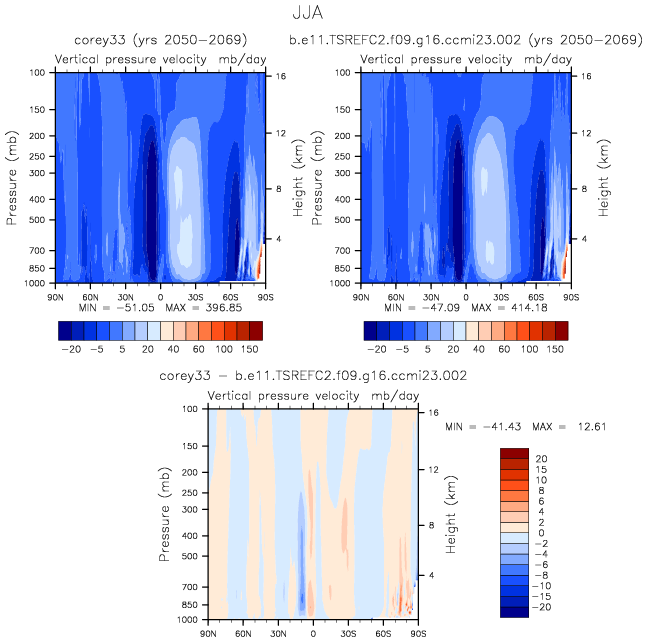 JJA
corey33 (yrs 2050-2069)
b.e11.TSREFC2.f09.g16.ccmi23.002 (yrs 2050-2069)
Vertical pressure velocity mb/day
Vertical pressure velocity mb/day
Pressure (mb)
100
150
200
250
300
400
500
700
850
1000
16
12
8
4
Height (km)
90N 60N 30N 0 30S 60S 90S
MIN = -51.05 MAX = 396.85
-20 -5 5 20 40 60 100 150
Pressure (mb)
100
150
200
250
300
400
500
700
850
1000
16
12
8
4
Height (km)
90N 60N 30N 0 30S 60S 90S
MIN = -47.09 MAX = 414.18
-20 -5 5 20 40 60 100 150
corey33 - b.e11.TSREFC2.f09.g16.ccmi23.002
Vertical pressure velocity mb/day
Pressure (mb)
100
150
200
250
300
400
500
700
850
1000
16
12
8
4
Height (km)
90N 60N 30N 0 30S 60S 90S
MIN = -41.43 MAX = 12.61
20
15
10
8
6
4
2
0
-2
-4
-6
-8
-10
-15
-20